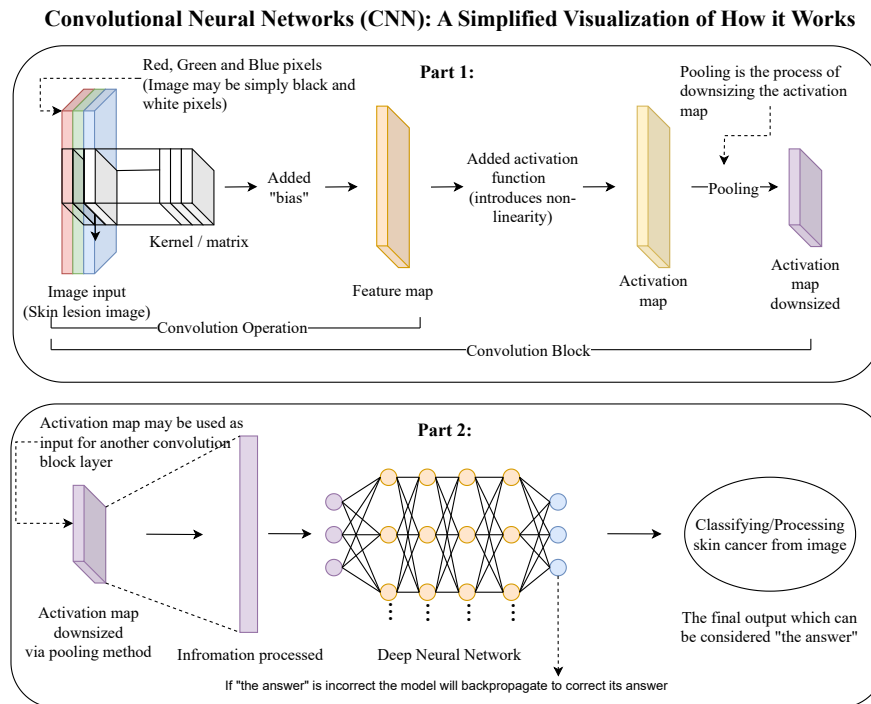 Convolutional Neural Networks (CNN): A Simplified Visualization of How it Works
Part 1:
Red, Green and Blue pixels
(Image may be simply black and
white pixels)
Pooling is the process of
downsizing the activation
map
Added
"bias"
Added activation
function
(introduces non-
linearity)
Pooling
Kernel / matrix
Image input
(Skin lesion image)
Feature map
Activation
map
Activation
map
downsized
Convolution Operation
Convolution Block
Part 2:
Activation map may be used as
input for another convolution
block layer
Classifying/Processing
skin cancer from image
Activation map
downsized
via pooling method
Infromation processed
Deep Neural Network
The final output which can
be considered "the answer"
If "the answer" is incorrect the model will backpropagate to correct its answer